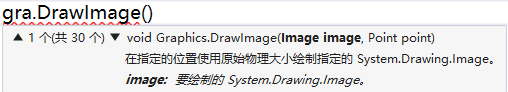 gra.DrawImage()
▲ 1 个(共 30 个) ▼ void Graphics.DrawImage(Image image, Point point)
在指定的位置使用原始物理大小绘制指定的 System.Drawing.Image。
image: 要绘制的 System.Drawing.Image。